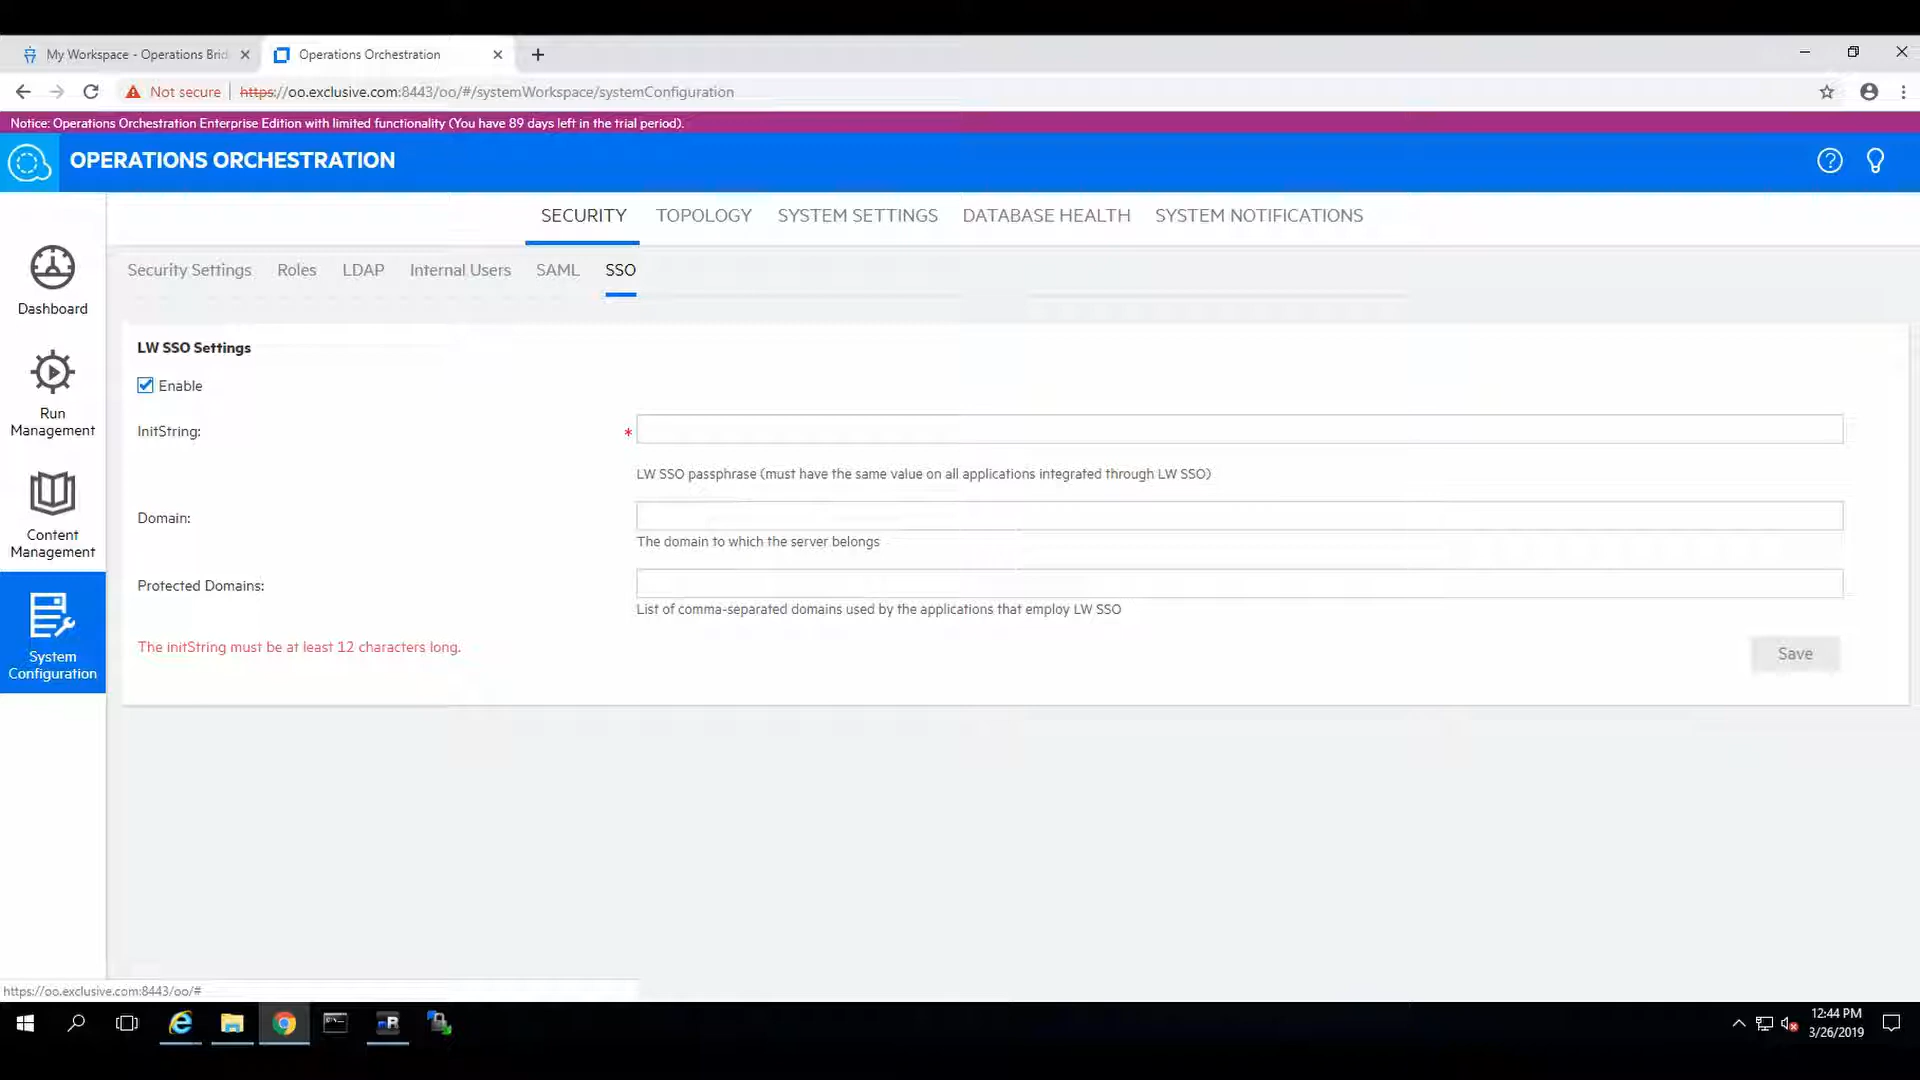 My Workspace - Operations Brid
Operations Orchestration
Not secure
https://oo.exclusive.com:8443/oo/#/systemWorkspace/systemConfiguration
Notice: Operations Orchestration Enterprise Edition with limited functionality (You have 89 days left in the trial period).
OPERATIONS ORCHESTRATION
SECURITY TOPOLOGY SYSTEM SETTINGS DATABASE HEALTH SYSTEM NOTIFICATIONS
Security Settings Roles LDAP Internal Users SAML SSO
Dashboard
Run
Management
Content
Management
System
Configuration
LW SSO Settings
Enable
InitString:
*
LW SSO passphrase (must have the same value on all applications integrated through LW SSO)
Domain:
The domain to which the server belongs
Protected Domains:
List of comma-separated domains used by the applications that employ LW SSO
The initString must be at least 12 characters long.
Save
https://oo.exclusive.com:8443/oo/#
12:44 PM
3/26/2019